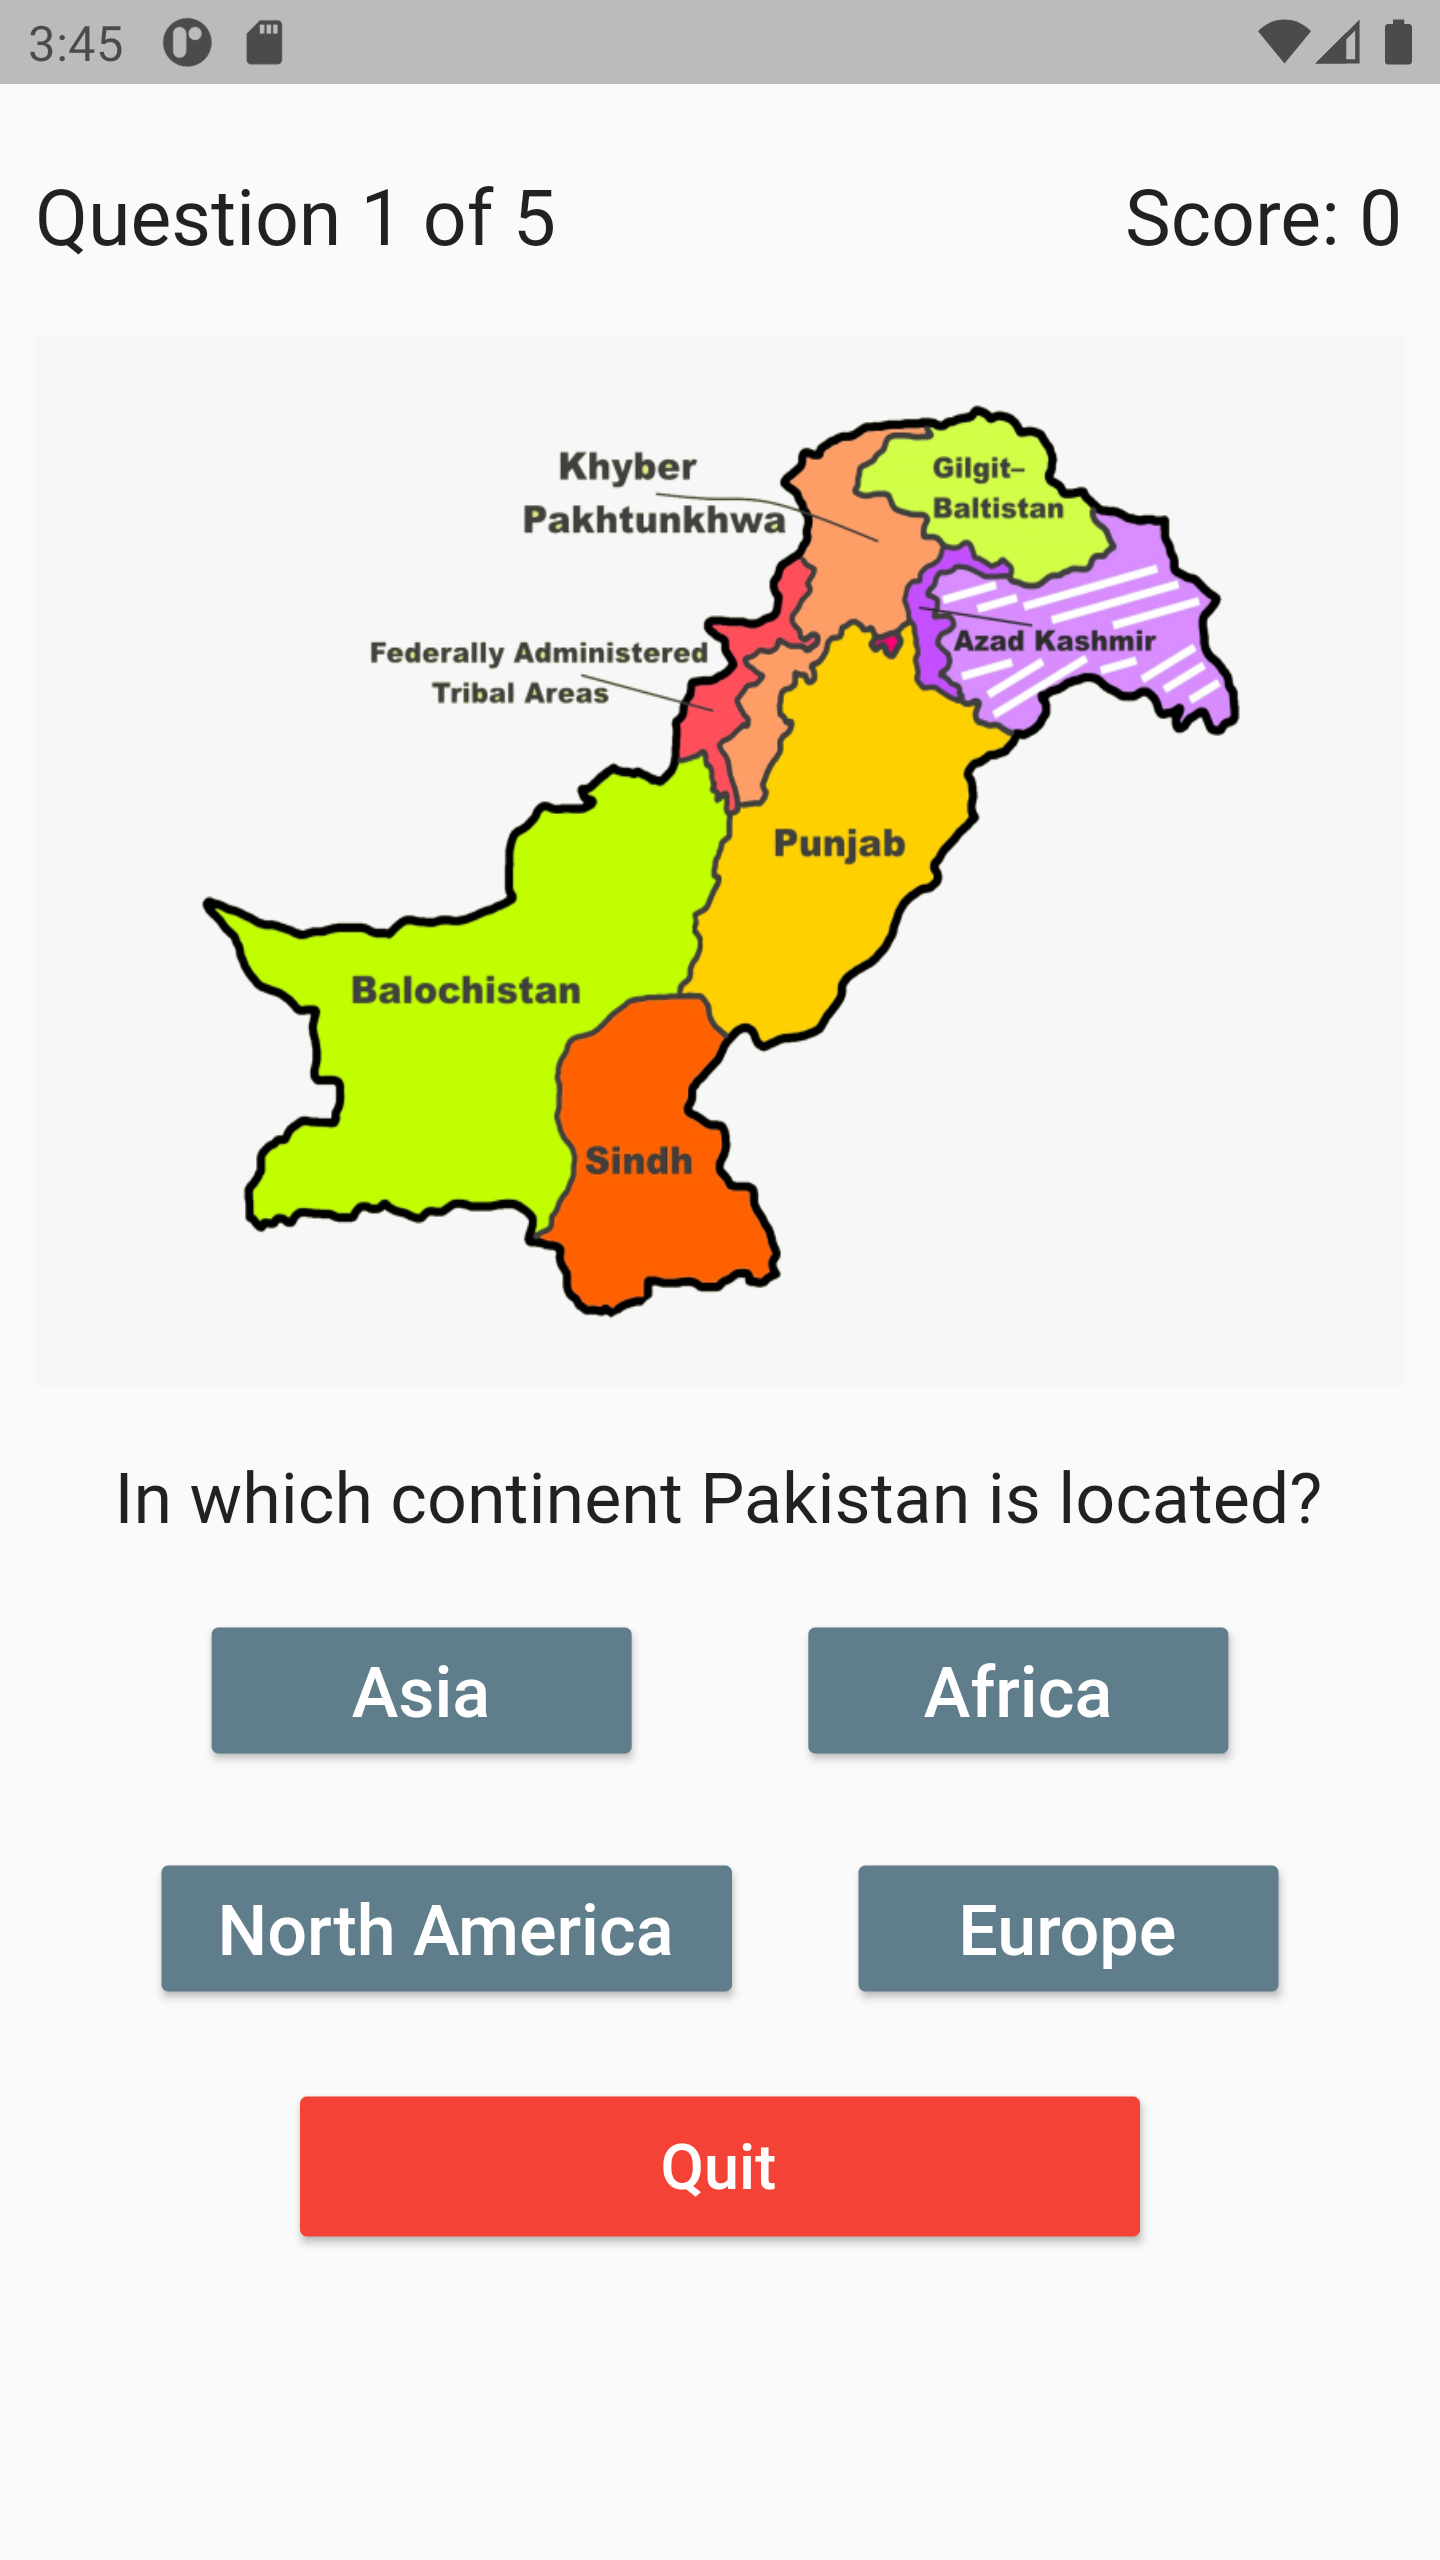 3:45
Question 1 of 5
Score: 0
Khyber
Pakhtunkhwa
Gilgit–
Baltistan
Federally Administered
Tribal Areas
Azad Kashmir
Punjab
Balochistan
Sindh
In which continent Pakistan is located?
Asia
Africa
North America
Europe
Quit